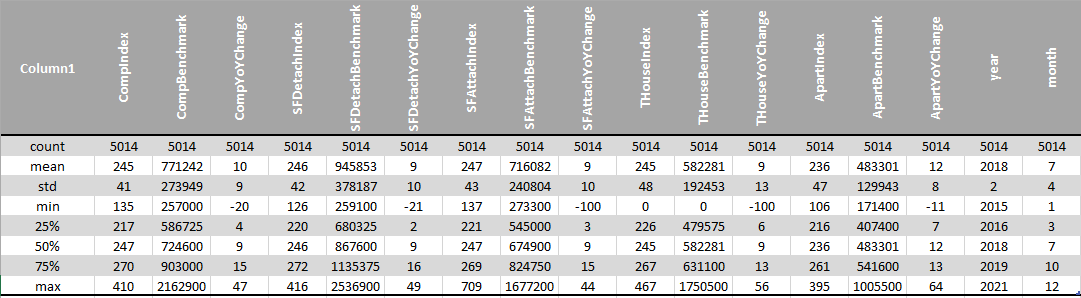 Column1 CompIndex CompBenchmark CompYoYChange SFDetachIndex SFDetachBenchmark SFDetachYoYChange SFAttachIndex SFAttachBenchmark SFAttachYoYChange THouseIndex THouseBenchmark THouseYoYChange ApartIndex ApartBenchmark ApartYoYChange year month
count 5014 5014 5014 5014 5014 5014 5014 5014 5014 5014 5014 5014 5014 5014 5014 5014 5014
mean 245 771242 10 246 945853 9 247 716082 9 245 582281 9 236 483301 12 2018 7
std 41 273949 9 42 378187 10 43 240804 10 48 192453 13 47 129943 8 2 4
min 135 257000 -20 126 259100 -21 137 273300 -100 0 0 -100 106 171400 -11 2015 1
25% 217 586725 4 220 680325 2 221 545000 3 226 479575 6 216 407400 7 2016 3
50% 247 724600 9 246 867600 9 247 674900 9 245 582281 9 236 483301 12 2018 7
75% 270 903000 15 272 1135375 16 269 824750 15 267 631100 13 261 541600 13 2019 10
max 410 2162900 47 416 2536900 49 709 1677200 44 467 1750500 56 395 1005500 64 2021 12